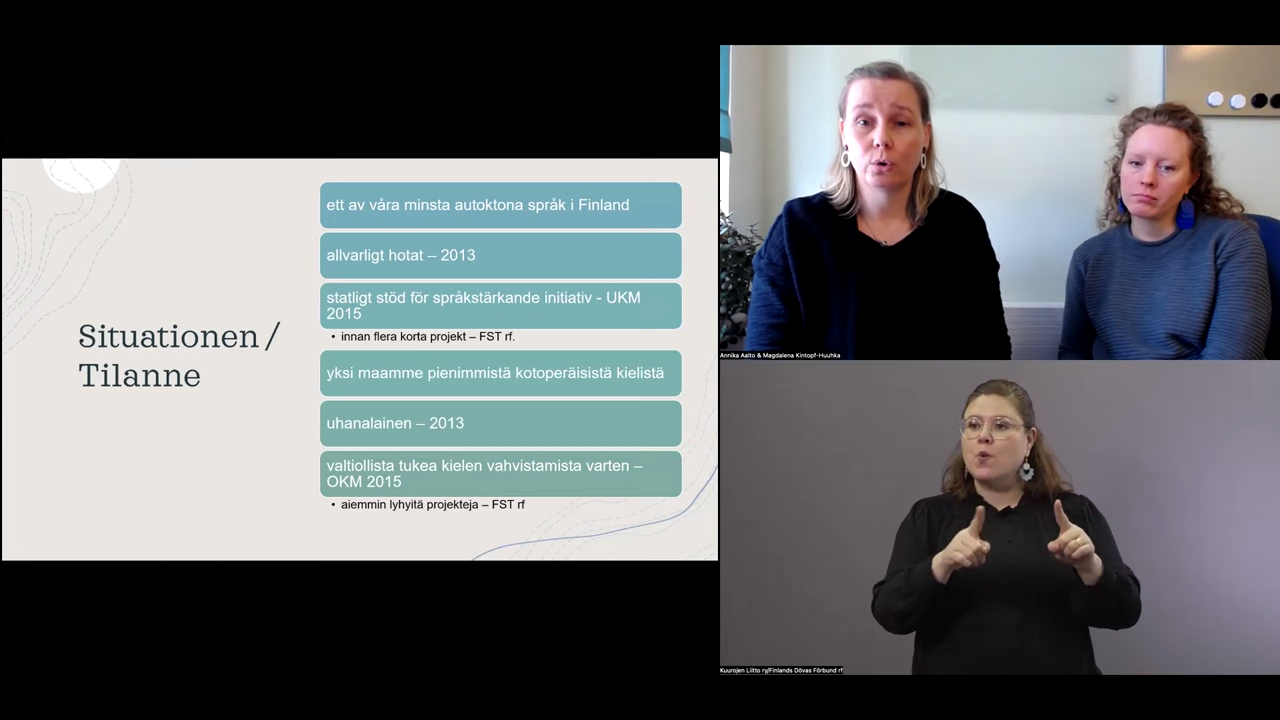 Situationen /
Tilanne
ett av våra minsta autoktona språk i Finland
allvarligt hotat – 2013
statligt stöd för språkstärkande initiativ - UKM
2015
• innan flera korta projekt – FST rf.
yksi maamme pienimmistä kotoperäisistä kielistä
uhanalainen – 2013
valtiollista tukea kielen vahvistamista varten –
OKM 2015
• aiemmin lyhyitä projekteja – FST rf
Annika Aalto & Magdalena Kintopf-Huuhka
Kuurojen Liitto ry/Finlands Dövas Förbund rf